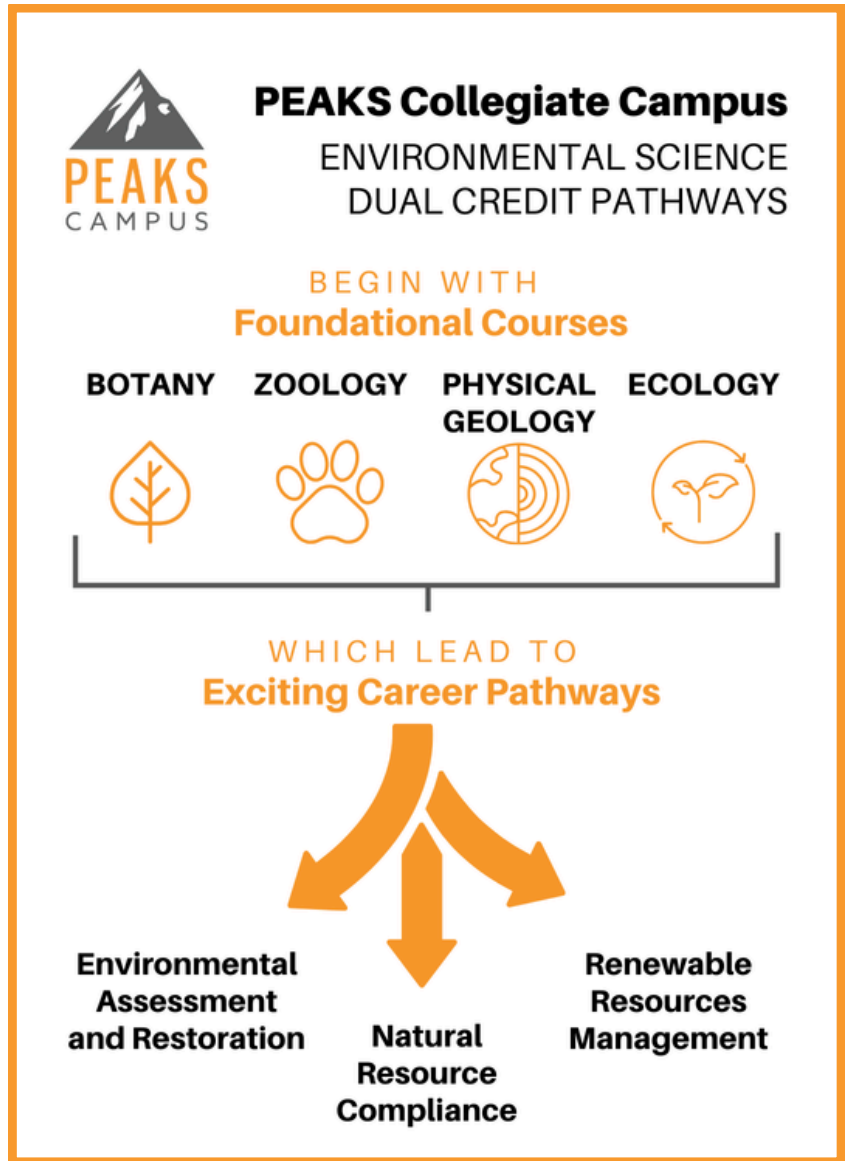 PEAKS
CAMPUS
PEAKS Collegiate Campus
ENVIRONMENTAL SCIENCE
DUAL CREDIT PATHWAYS
BEGIN WITH
Foundational Courses
BOTANY
ZOOLOGY
PHYSICAL
GEOLOGY
ECOLOGY
WHICH LEAD TO
Exciting Career Pathways
Environmental
Assessment
and Restoration
Natural
Resource
Compliance
Renewable
Resources
Management